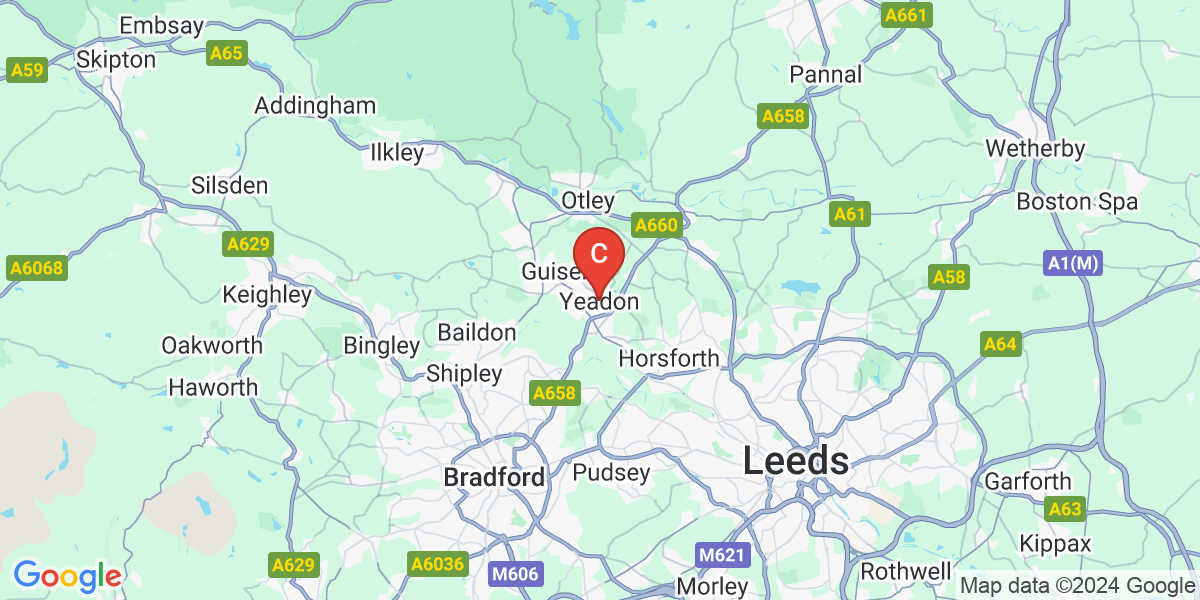 A661
Embsay
Skipton
A65
A59
Pannal
Addingham
A658
Ilkley
Wetherby
Silsden
Otley
Boston Spa
A660
A61
A629
C
A6068
A1(M)
Guise
A58
Keighley
Yeadon
Baildon
Oakworth
Bingley
Horsforth
A64
Shipley
Haworth
A658
Leeds
Bradford
Pudsey
Garforth
A63
Kippax
M621
A629
A6036
M606
Rothwell
Morley
Google
Map data ©2024 Google